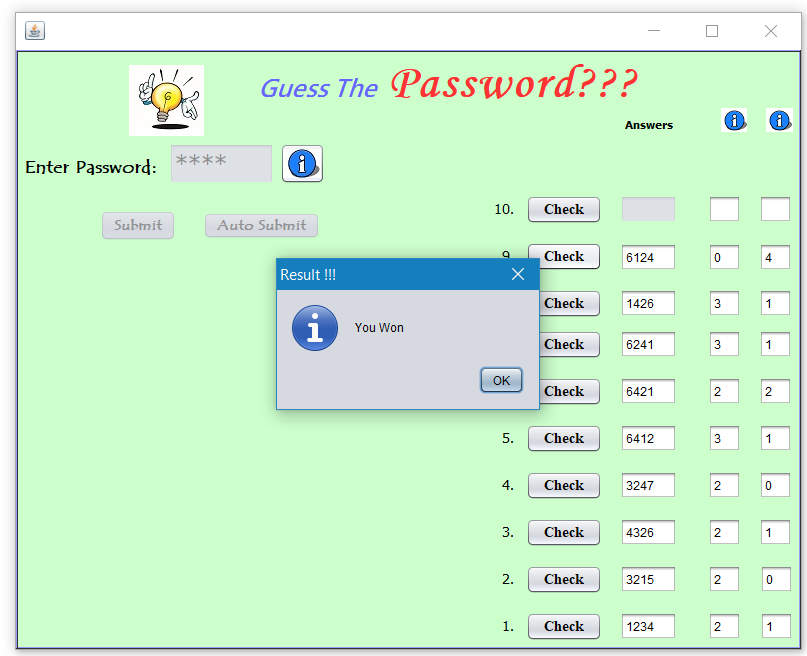 Guess The Password???
Answers
Enter Password: ****
Submit Auto Submit
10. Check
9. Check 6124 0 4
Result !!!
You Won
OK
Check 1426 3 1
Check 6241 3 1
Check 6421 2 2
5. Check 6412 3 1
4. Check 3247 2 0
3. Check 4326 2 1
2. Check 3215 2 0
1. Check 1234 2 1